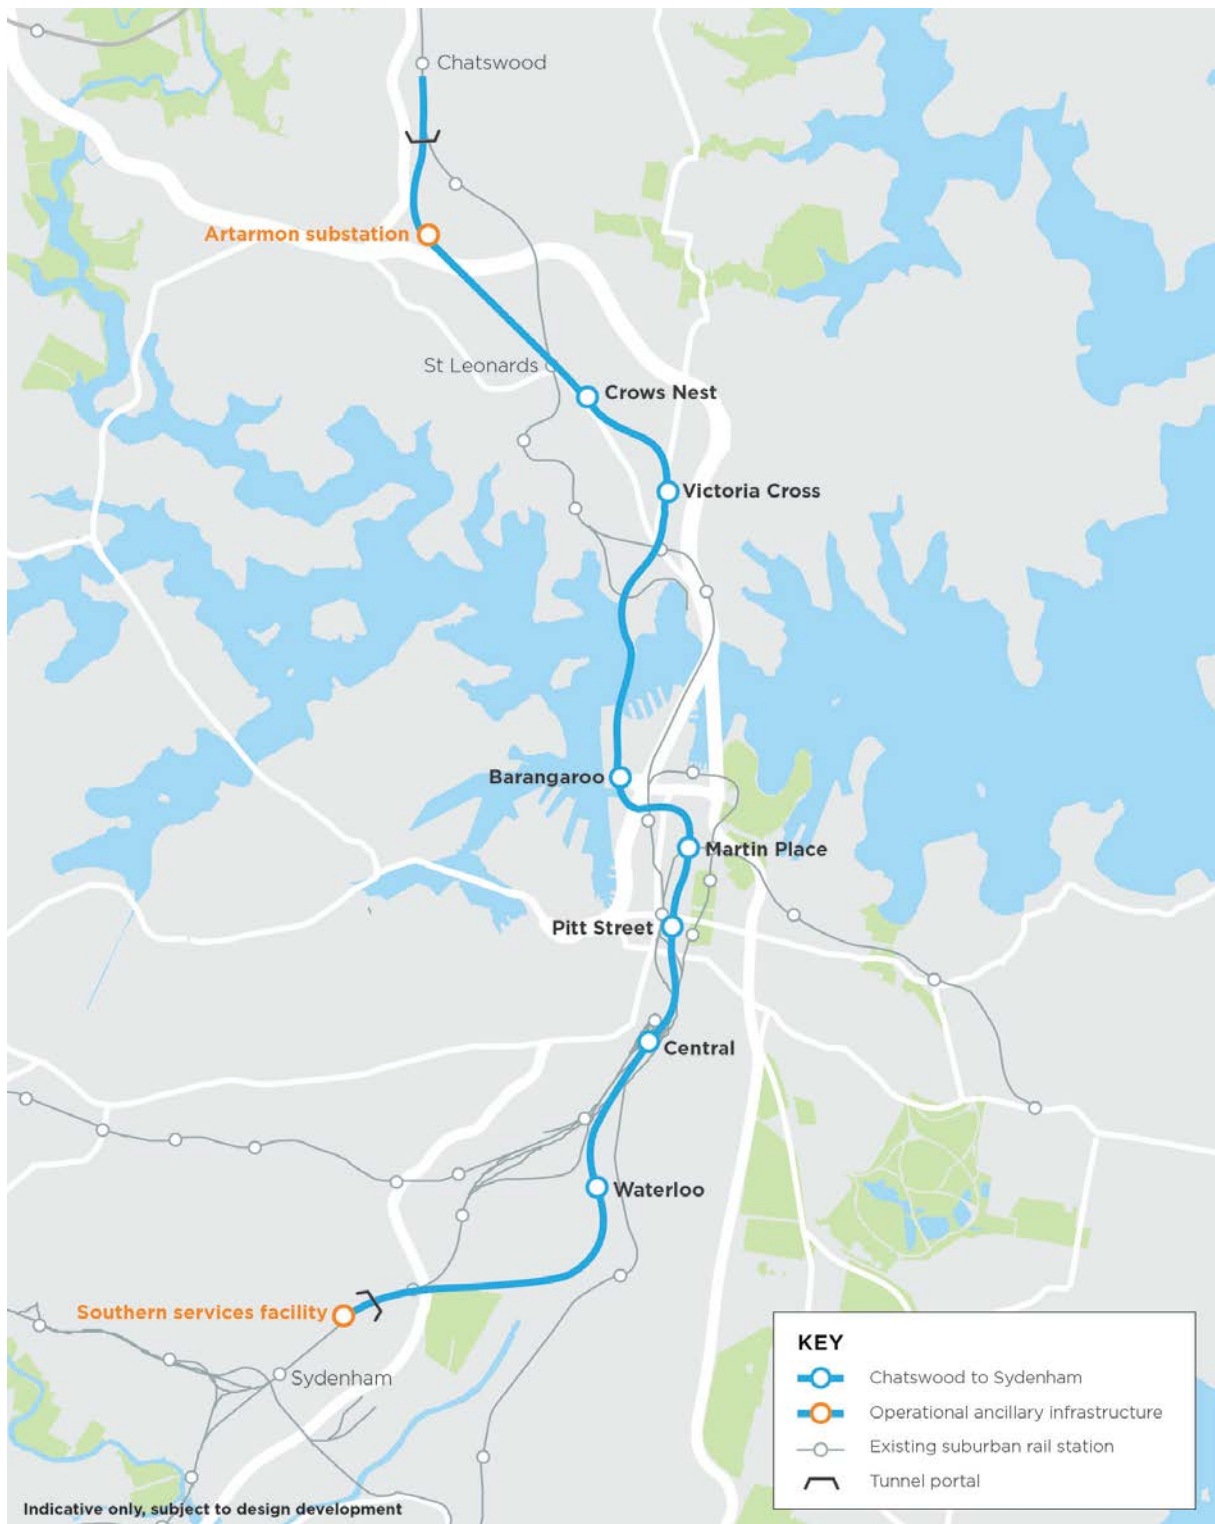 Chatswood
Artarmon substation
St Leonards
Crows Nest
Victoria Cross
Barangaroo
Martin Place
Pitt Street
Central
Waterloo
Southern services facility
Sydenham
KEY
Chatswood to Sydenham
Operational ancillary infrastructure
Existing suburban rail station
Tunnel portal
Indicative only, subject to design development